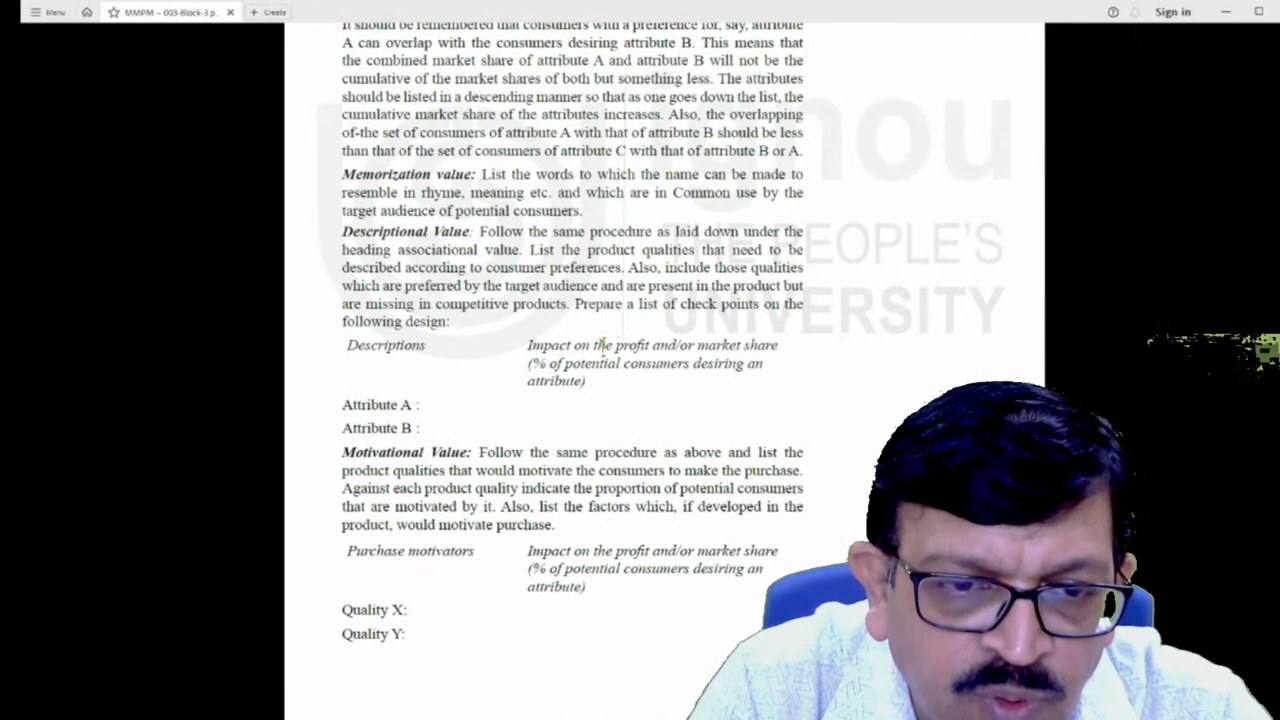 Menu
MMPM – 003-Block-3.p...
Create
Sign in
It should be remembered that consumers with a preference for, say, attribute
A can overlap with the consumers desiring attribute B. This means that
the combined market share of attribute A and attribute B will not be the
cumulative of the market shares of both but something less. The attributes
should be listed in a descending manner so that as one goes down the list, the
cumulative market share of the attributes increases. Also, the overlapping
of-the set of consumers of attribute A with that of attribute B should be less
than that of the set of consumers of attribute C with that of attribute B or A.
Memorization value: List the words to which the name can be made to
resemble in rhyme, meaning etc. and which are in Common use by the
target audience of potential consumers.
Descriptional Value: Follow the same procedure as laid down under the
heading associational value. List the product qualities that need to be
described according to consumer preferences. Also, include those qualities
which are preferred by the target audience and are present in the product but
are missing in competitive products. Prepare a list of check points on the
following design:
Descriptions Impact on the profit and/or market share
(% of potential consumers desiring an
attribute)
Attribute A :
Attribute B :
Motivational Value: Follow the same procedure as above and list the
product qualities that would motivate the consumers to make the purchase.
Against each product quality indicate the proportion of potential consumers
that are motivated by it. Also, list the factors which, if developed in the
product, would motivate purchase.
Purchase motivators Impact on the profit and/or market share
(% of potential consumers desiring an
attribute)
Quality X:
Quality Y:
ignou
THE PEOPLE'S
UNIVERSITY